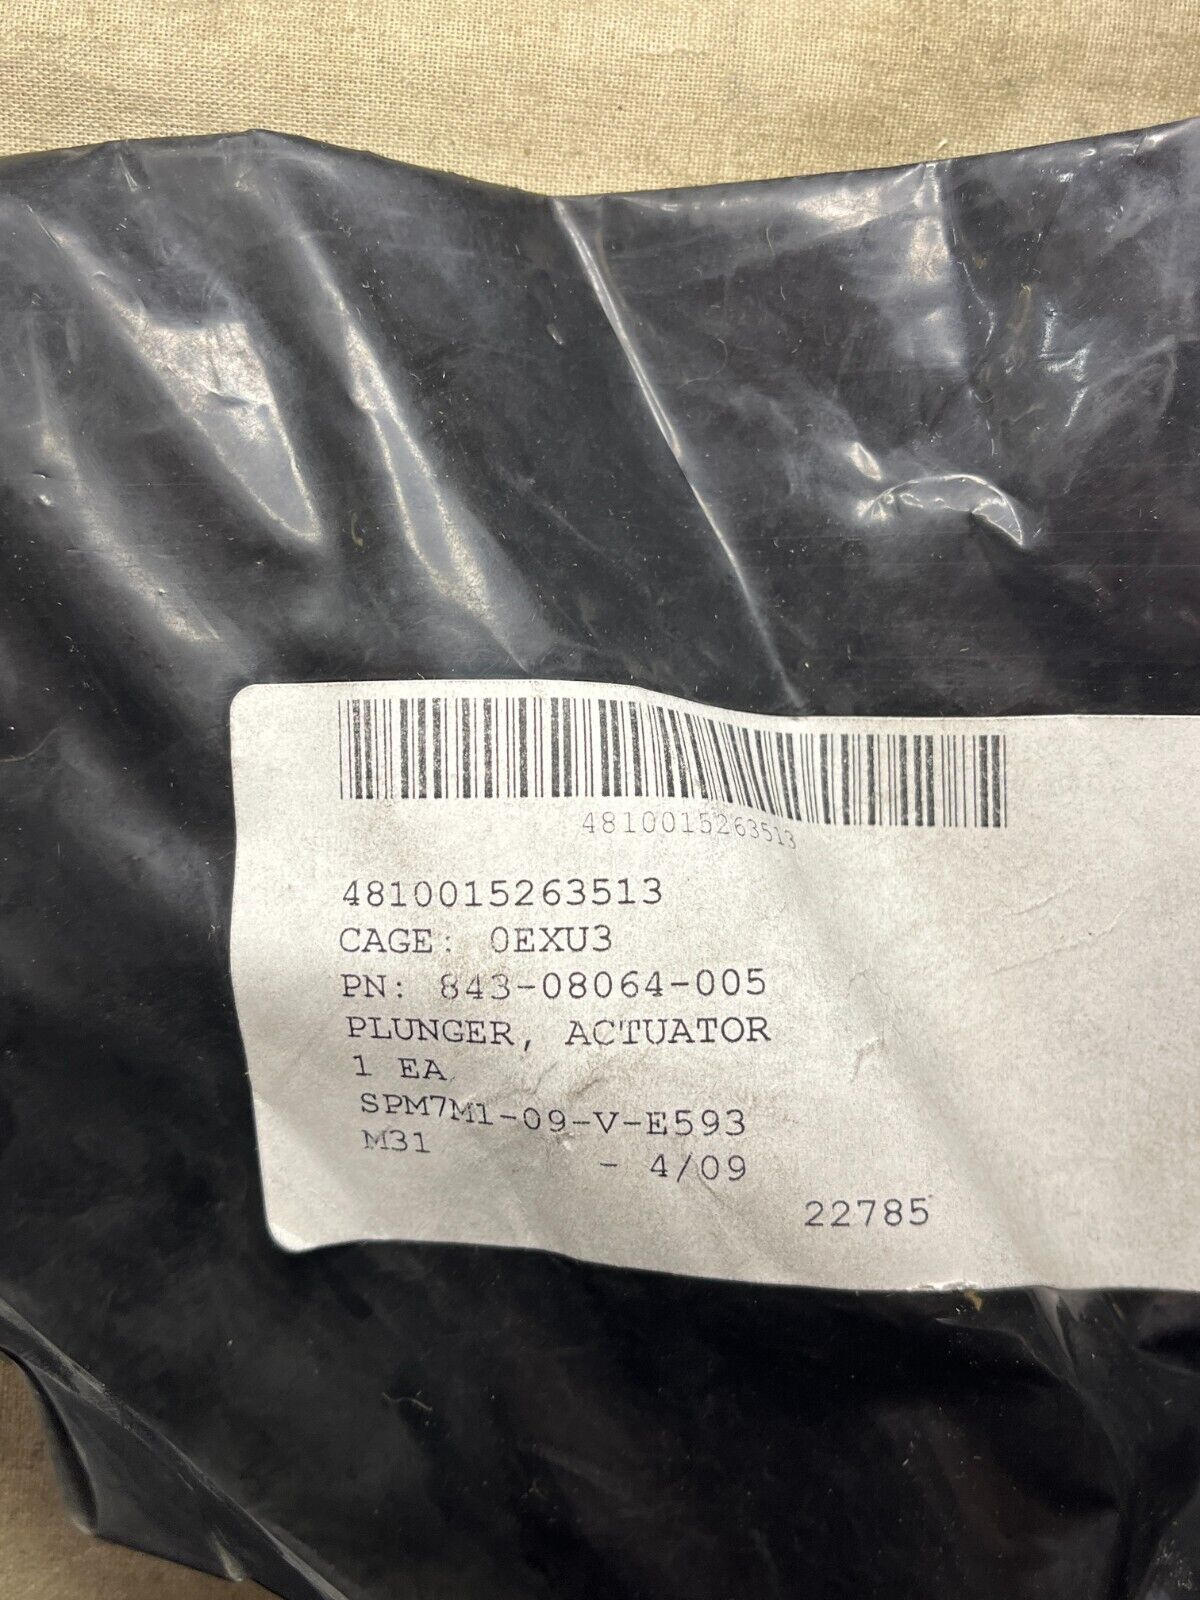 4810015263513
4810015263513
CAGE: 0EXU3
PN: 843-08064-005
PLUNGER, ACTUATOR
1 EA
SPM7M1-09-V-E593
M31 - 4/09
22785